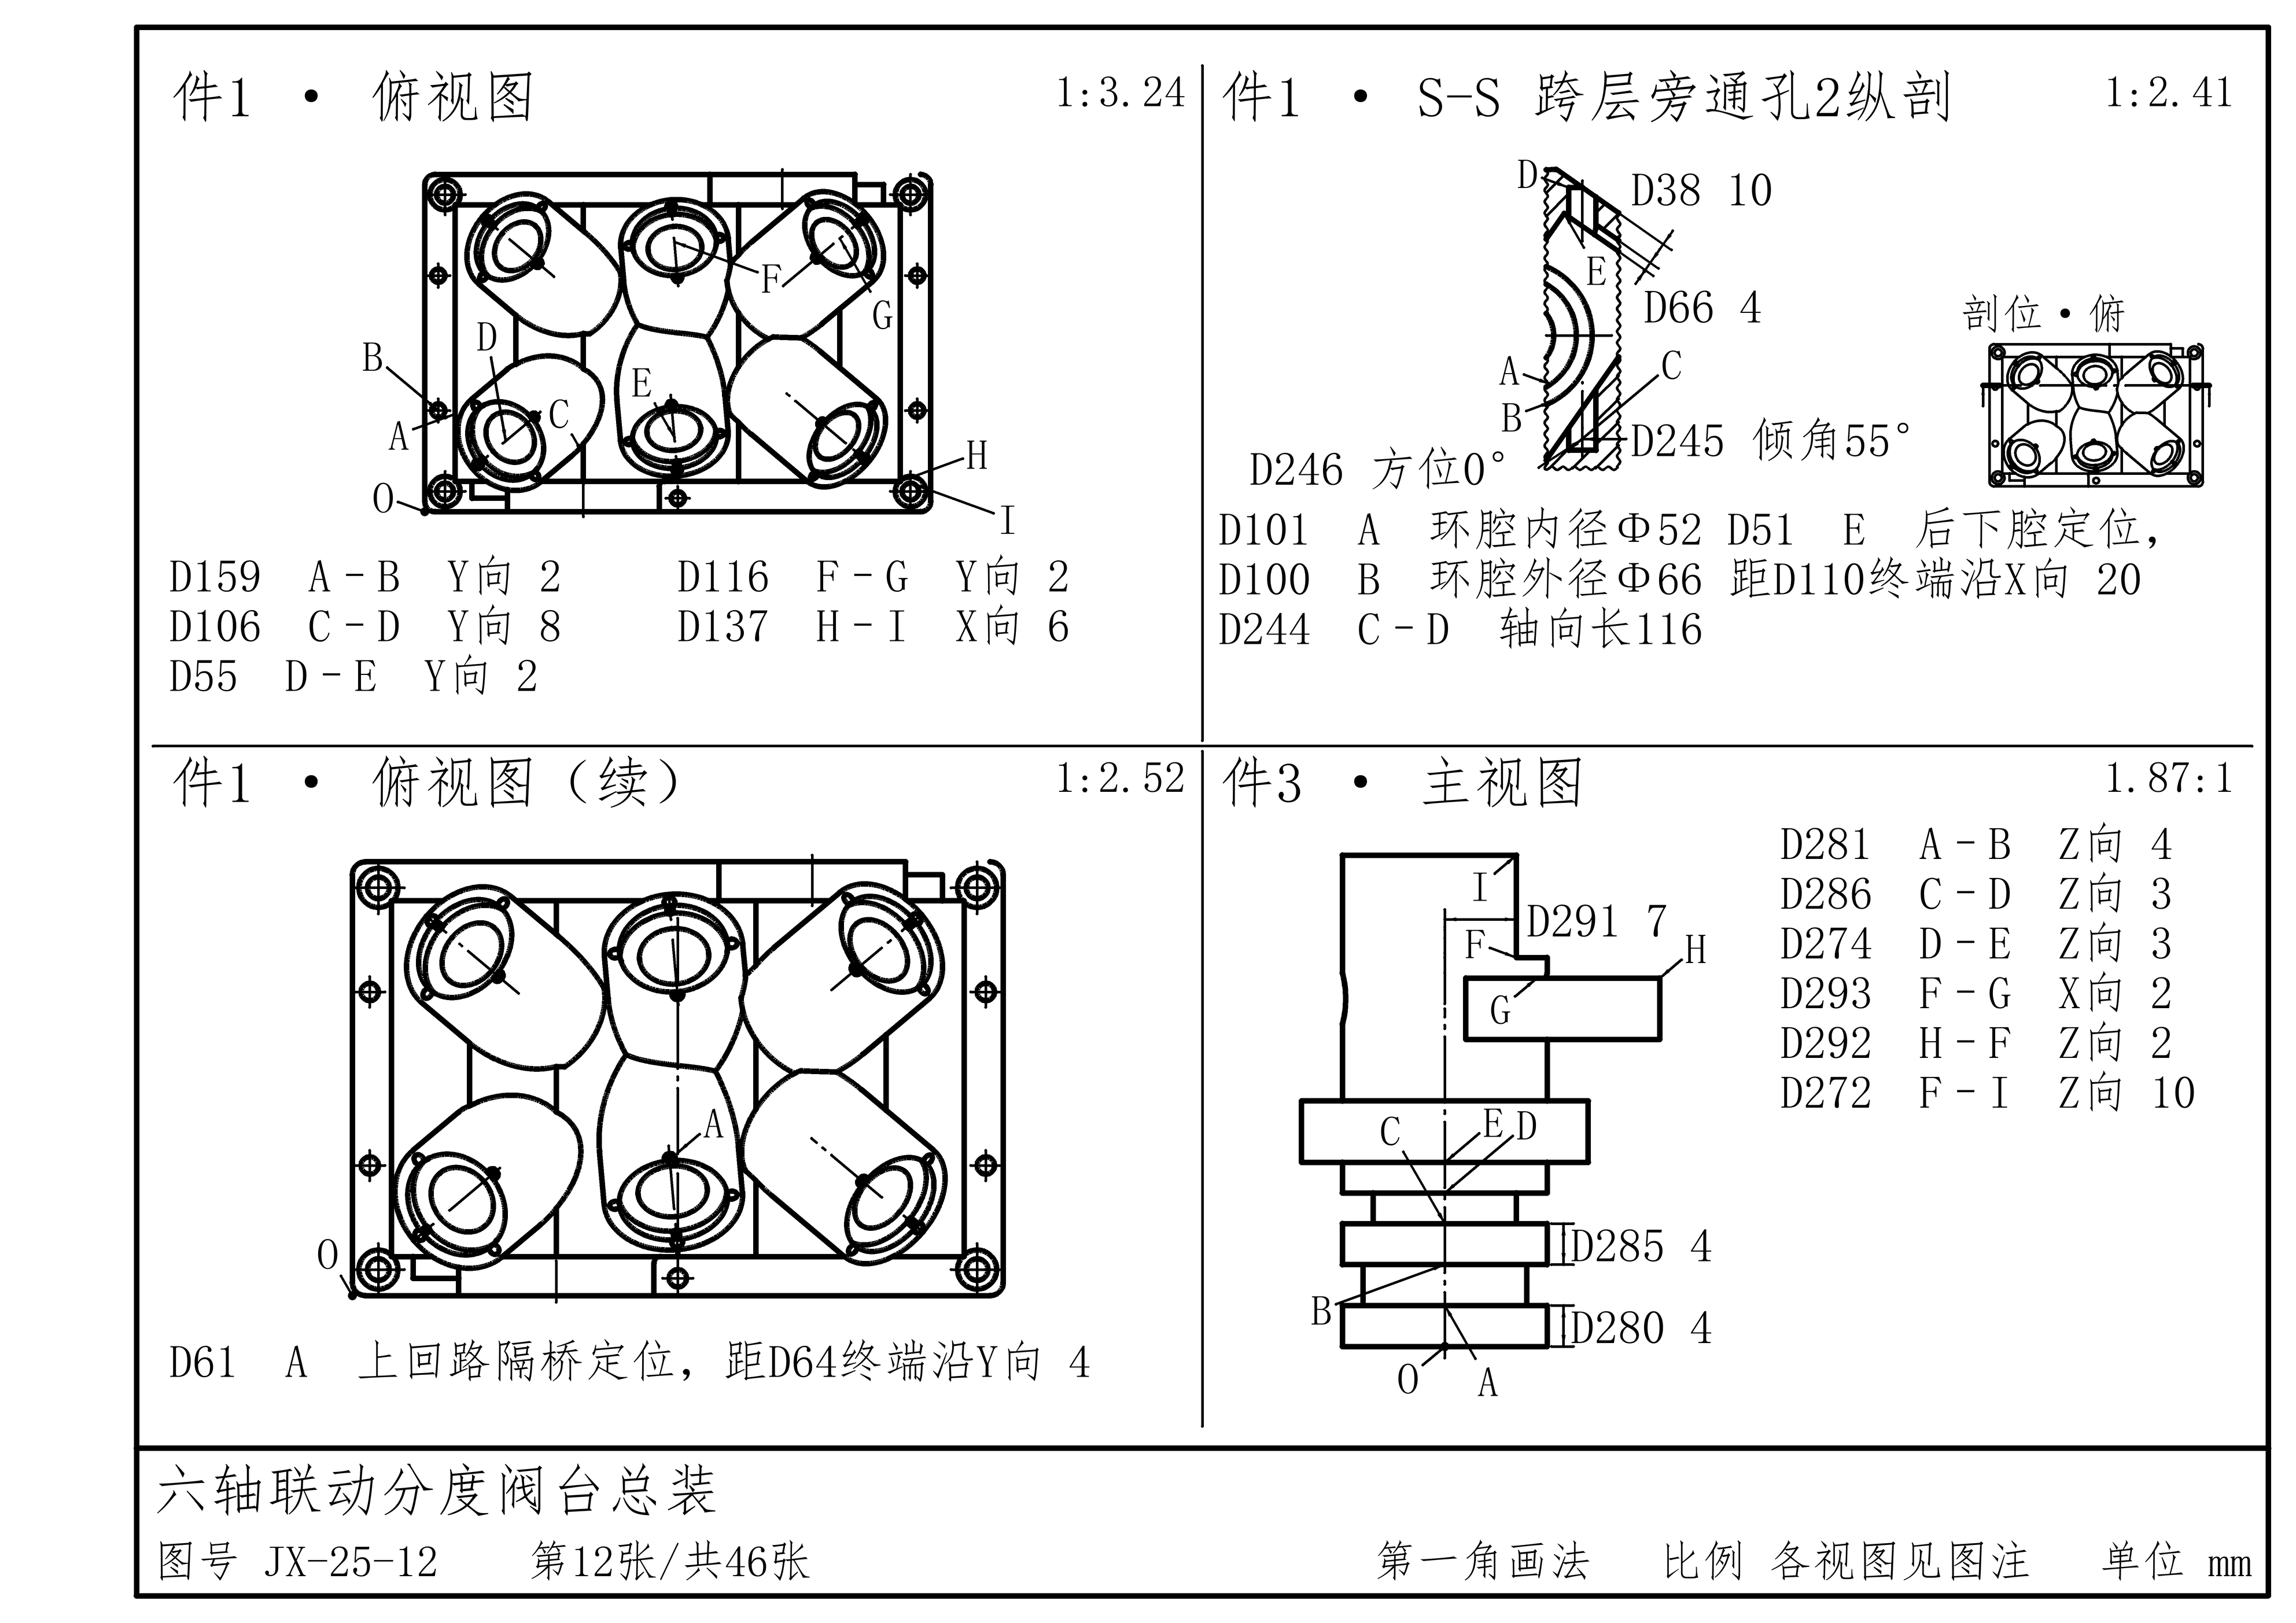 件1 · 俯视图 1:3.24
F
G
D
B
E
C
A
H
O
I
D159 A-B Y向 2 D116 F-G Y向 2
D106 C-D Y向 8 D137 H-I X向 6
D55 D-E Y向 2
件1 · S-S 跨层旁通孔2纵剖 1:2.41
D
D38 10
E
D66 4
剖位·俯
A
C
B
D245 倾角55°
D246 方位0°
D101 A 环腔内径Φ52 D51 E 后下腔定位,
D100 B 环腔外径Φ66 距D110终端沿X向 20
D244 C-D 轴向长116
件1 · 俯视图(续) 1:2.52
A
O
D61 A 上回路隔桥定位, 距D64终端沿Y向 4
件3 · 主视图 1.87:1
D281 A-B Z向 4
D286 C-D Z向 3
D274 D-E Z向 3
D293 F-G X向 2
D292 H-F Z向 2
D272 F-I Z向 10
I
D291 7
F
H
G
C
E
D
D285 4
B
D280 4
O
A
六轴联动分度阀台总装
图号 JX-25-12 第12张/共46张 第一角画法 比例 各视图见图注 单位 mm